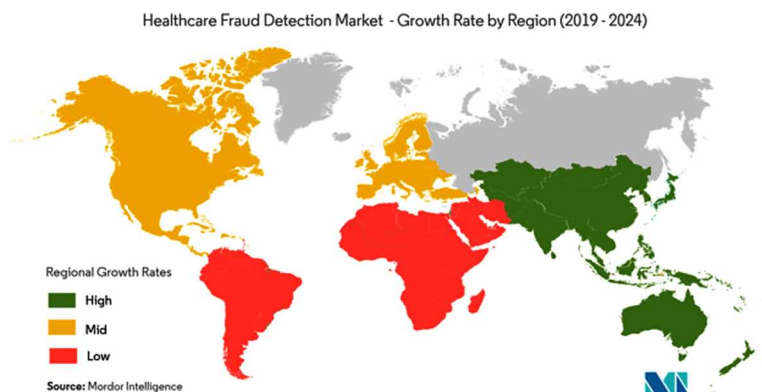 Healthcare Fraud Detection Market - Growth Rate by Region (2019 - 2024)
Regional Growth Rates
High
Mid
Low
Source: Mordor Intelligence